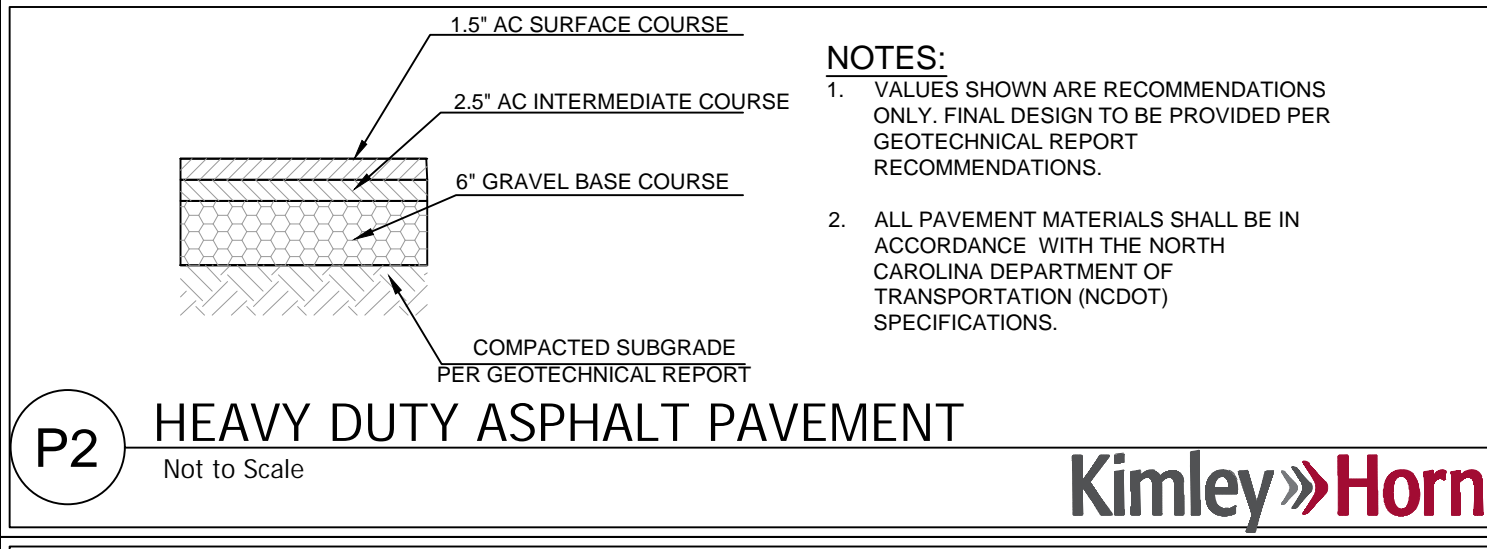 1.5" AC SURFACE COURSE
2.5" AC INTERMEDIATE COURSE
6" GRAVEL BASE COURSE
COMPACTED SUBGRADE
PER GEOTECHNICAL REPORT
NOTES:
1. VALUES SHOWN ARE RECOMMENDATIONS
ONLY. FINAL DESIGN TO BE PROVIDED PER
GEOTECHNICAL REPORT
RECOMMENDATIONS.
2. ALL PAVEMENT MATERIALS SHALL BE IN
ACCORDANCE WITH THE NORTH
CAROLINA DEPARTMENT OF
TRANSPORTATION (NCDOT)
SPECIFICATIONS.
P2
HEAVY DUTY ASPHALT PAVEMENT
Not to Scale
Kimley»Horn